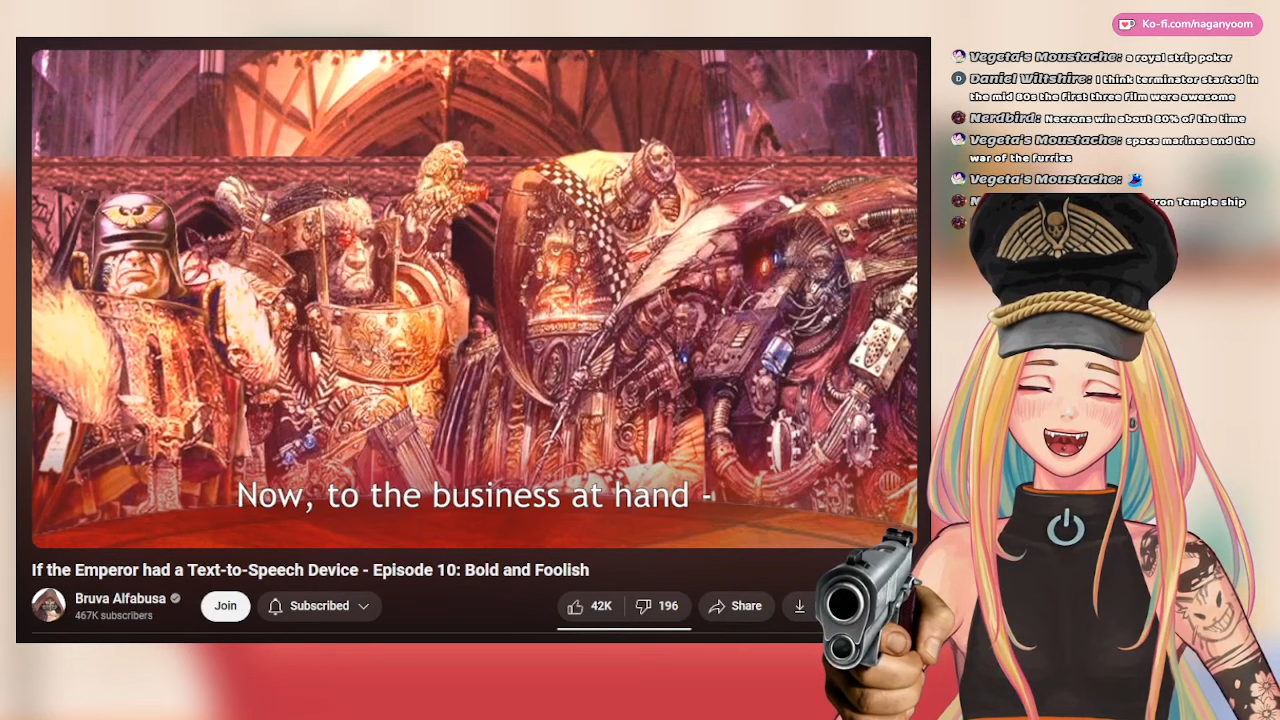 Ko-fi.com/naganyoom
Vegeta's Moustache: a royal strip poker
D Daniel Wiltshire: I think terminator started in
the mid 80s the first three film were awesome
Nerdbird: Necrons win about 80% of the time
Vegeta's Moustache: space marines and the
war of the furries
Vegeta's Moustache:
Temple ship
Now, to the business at hand -
If the Emperor had a Text-to-Speech Device - Episode 10: Bold and Foolish
Bruva Alfabusa
467K subscribers
Join
Subscribed
42K
196
Share